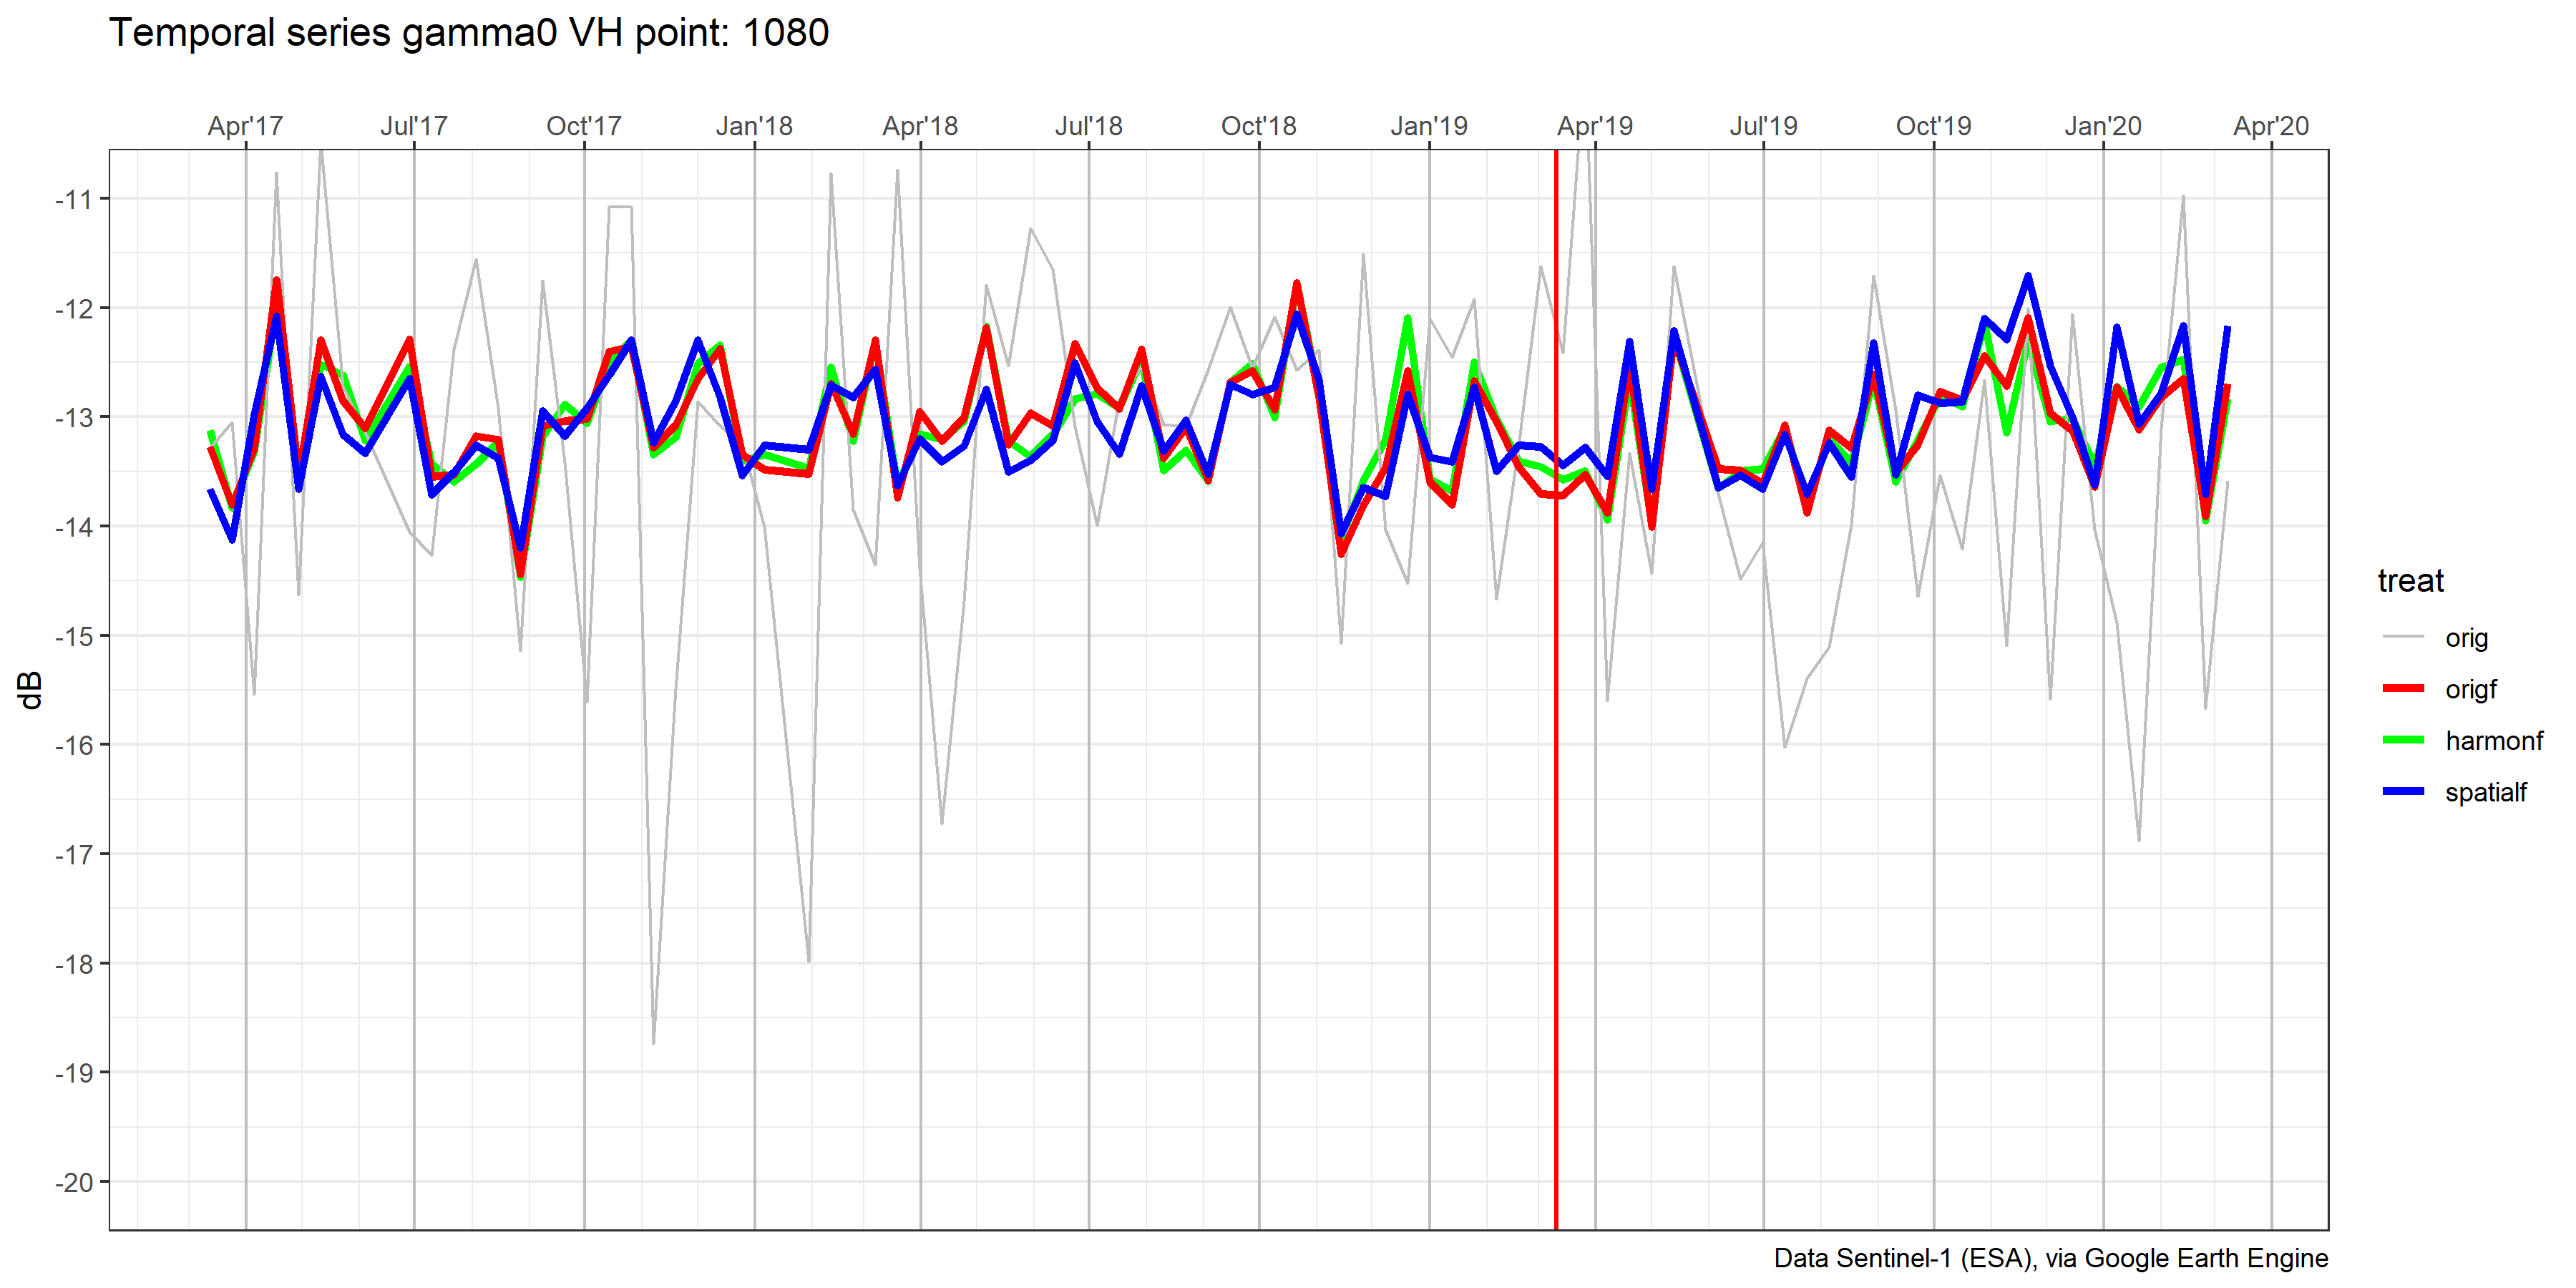 Temporal series gamma0 VH point: 1080
Apr'17 Jul'17 Oct'17 Jan'18 Apr'18 Jul'18 Oct'18 Jan'19 Apr'19 Jul'19 Oct'19 Jan'20 Apr'20
-11
-12
-13
-14
-15
-16
-17
-18
-19
-20
dB
treat
orig
origf
harmonf
spatialf
Data Sentinel-1 (ESA), via Google Earth Engine